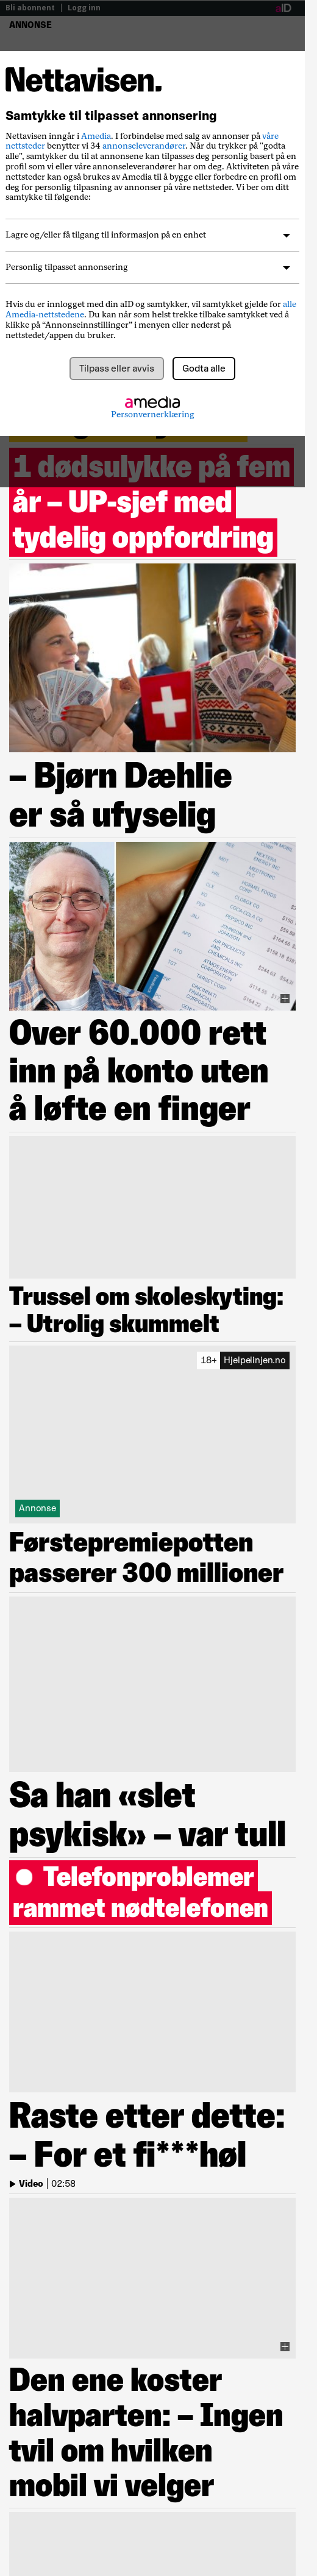 Bli abonnent | Logg inn
aID
ANNONSE
Nettavisen.
Samtykke til tilpasset annonsering
Nettavisen inngår i Amedia. I forbindelse med salg av annonser på våre
nettsteder benytter vi 34 annonseleverandører. Når du trykker på "godta
alle", samtykker du til at annonsene kan tilpasses deg personlig basert på en
profil som vi eller våre annonseleverandører har om deg. Aktiviteten på våre
nettsteder kan også brukes av Amedia til å bygge eller forbedre en profil om
deg for personlig tilpasning av annonser på våre nettsteder. Vi ber om ditt
samtykke til følgende:
Lagre og/eller få tilgang til informasjon på en enhet
Personlig tilpasset annonsering
Hvis du er innlogget med din aID og samtykker, vil samtykket gjelde for alle
Amedia-nettstedene. Du kan når som helst trekke tilbake samtykket ved å
klikke på “Annonseinnstillinger” i menyen eller nederst på
nettstedet/appen du bruker.
Tilpass eller avvis
Godta alle
amedia
Personvernerklæring
1 dødsulykke på fem
år – UP-sjef med
tydelig oppfordring
– Bjørn Dæhlie
er så ufyselig
Over 60.000 rett
inn på konto uten
å løfte en finger
Trussel om skoleskyting:
– Utrolig skummelt
18+ Hjelpelinjen.no
Annonse
Førstepremiepotten
passerer 300 millioner
Sa han «slet
psykisk» – var tull
Telefonproblemer
rammet nødtelefonen
Raste etter dette:
– For et fi***høl
Video | 02:58
Den ene koster
halvparten: – Ingen
tvil om hvilken
mobil vi velger